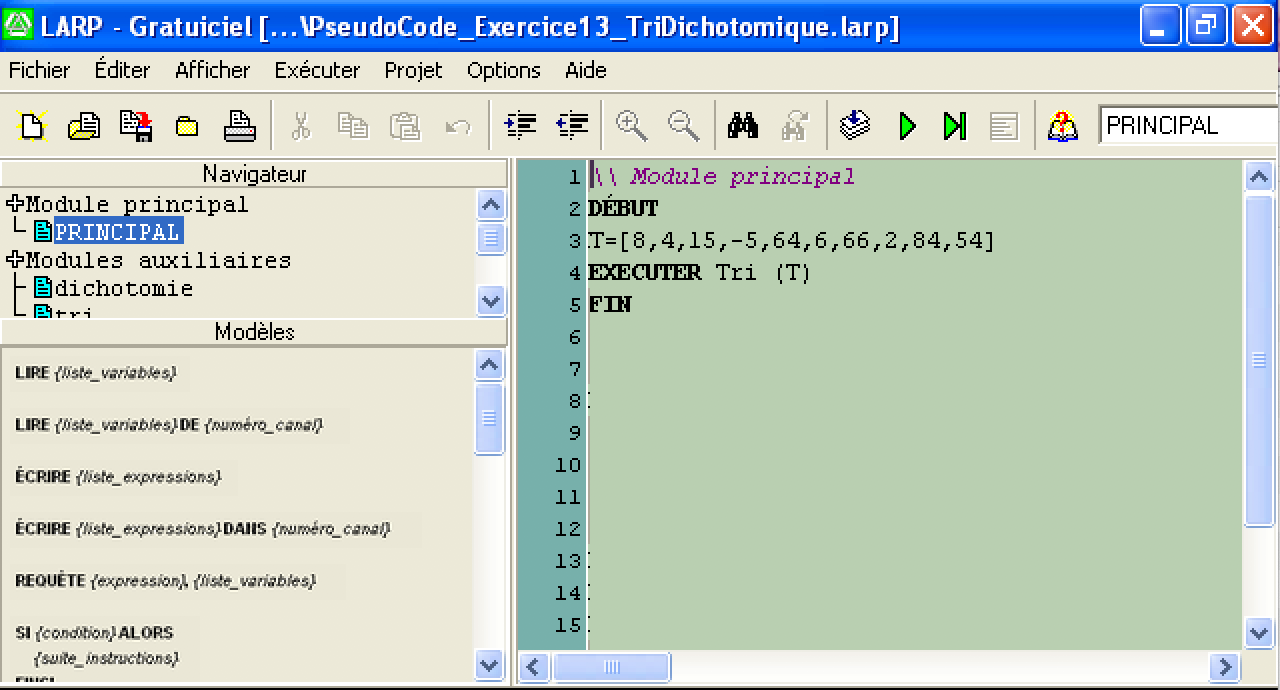 LARP - Gratuiciel [...\PseudoCode_Exercice13_TriDichotomique.larp]
Fichier Éditer Afficher Exécuter Projet Options Aide
PRINCIPAL
Navigateur
Module principal
PRINCIPAL
Modules auxiliaires
dichotomie
tri
Modèles
LIRE {liste_variables}
LIRE {liste_variables} DE {numéro_canal}
ÉCRIRE {liste_expressions}
ÉCRIRE {liste_expressions} DANS {numéro_canal}
REQUÊTE {expression}, {liste_variables}
SI {condition} ALORS
{suite_instructions}
FINSI
1 \\ Module principal
2 DÉBUT
3 T=[8,4,15,-5,64,6,66,2,84,54]
4 EXECUTER Tri (T)
5 FIN
6
7
8
9
10
11
12
13
14
15